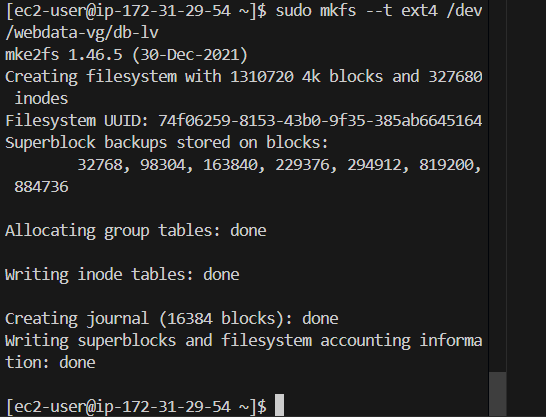 [ec2-user@ip-172-31-29-54 ~]$ sudo mkfs --t ext4 /dev
/webdata-vg/db-lv
mke2fs 1.46.5 (30-Dec-2021)
Creating filesystem with 1310720 4k blocks and 327680
 inodes
Filesystem UUID: 74f06259-8153-43b0-9f35-385ab6645164
Superblock backups stored on blocks:
        32768, 98304, 163840, 229376, 294912, 819200,
 884736
Allocating group tables: done
Writing inode tables: done
Creating journal (16384 blocks): done
Writing superblocks and filesystem accounting informa
tion: done
[ec2-user@ip-172-31-29-54 ~]$